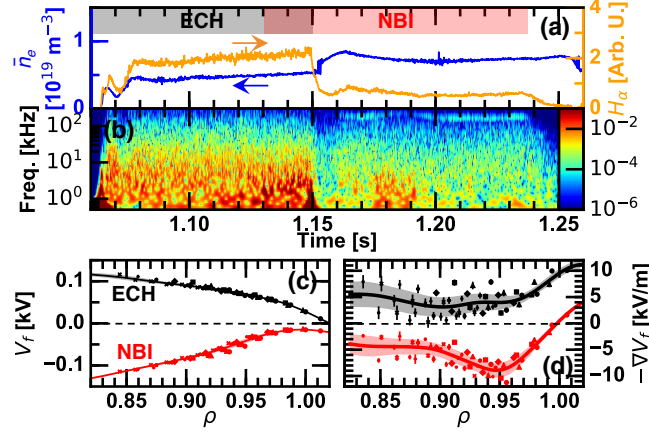 ECH NBI (a)
n̄e [10^19 m^−3]
1
0
4
2
0
Hα [Arb. U.]
(b)
Freq. [kHz]
10^2
10^1
10^0
10^−2
10^−4
10^−6
1.10 1.15 1.20 1.25
Time [s]
(c)
ECH
NBI
Vf [kV]
0.1
0.0
−0.1
0.85 0.90 0.95 1.00
ρ
(d)
10
5
0
−5
−10
−∇Vf [kV/m]
0.85 0.90 0.95 1.00
ρ